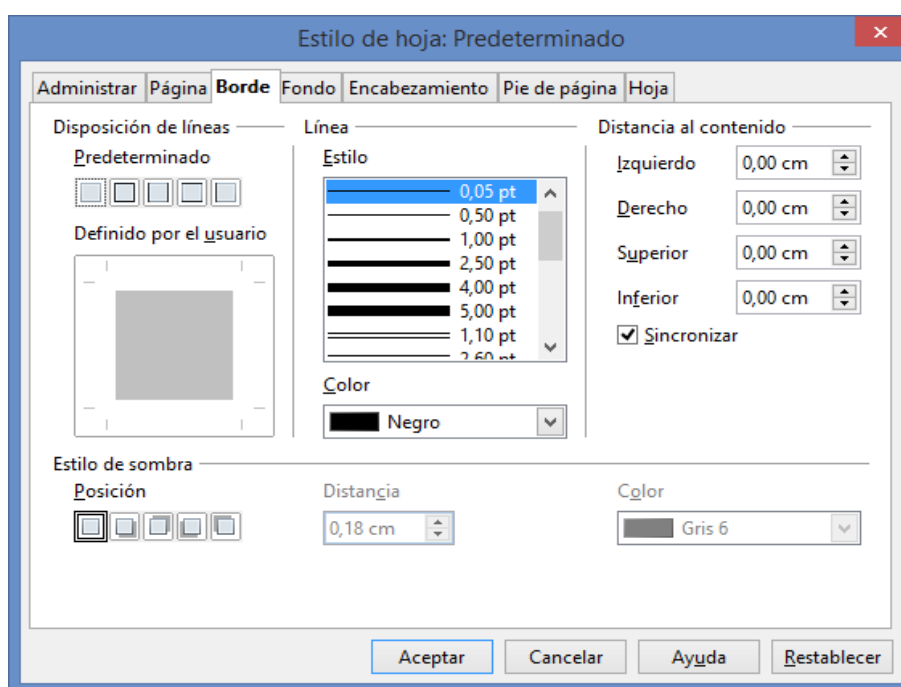 Estilo de hoja: Predeterminado
Administrar Página Borde Fondo Encabezamiento Pie de página Hoja
Disposición de líneas
Predeterminado
Definido por el usuario
Línea
Estilo
0,05 pt
0,50 pt
1,00 pt
2,50 pt
4,00 pt
5,00 pt
1,10 pt
2,60 pt
Color
Negro
Distancia al contenido
Izquierdo 0,00 cm
Derecho 0,00 cm
Superior 0,00 cm
Inferior 0,00 cm
Sincronizar
Estilo de sombra
Posición
Distancia
0,18 cm
Color
Gris 6
Aceptar Cancelar Ayuda Restablecer